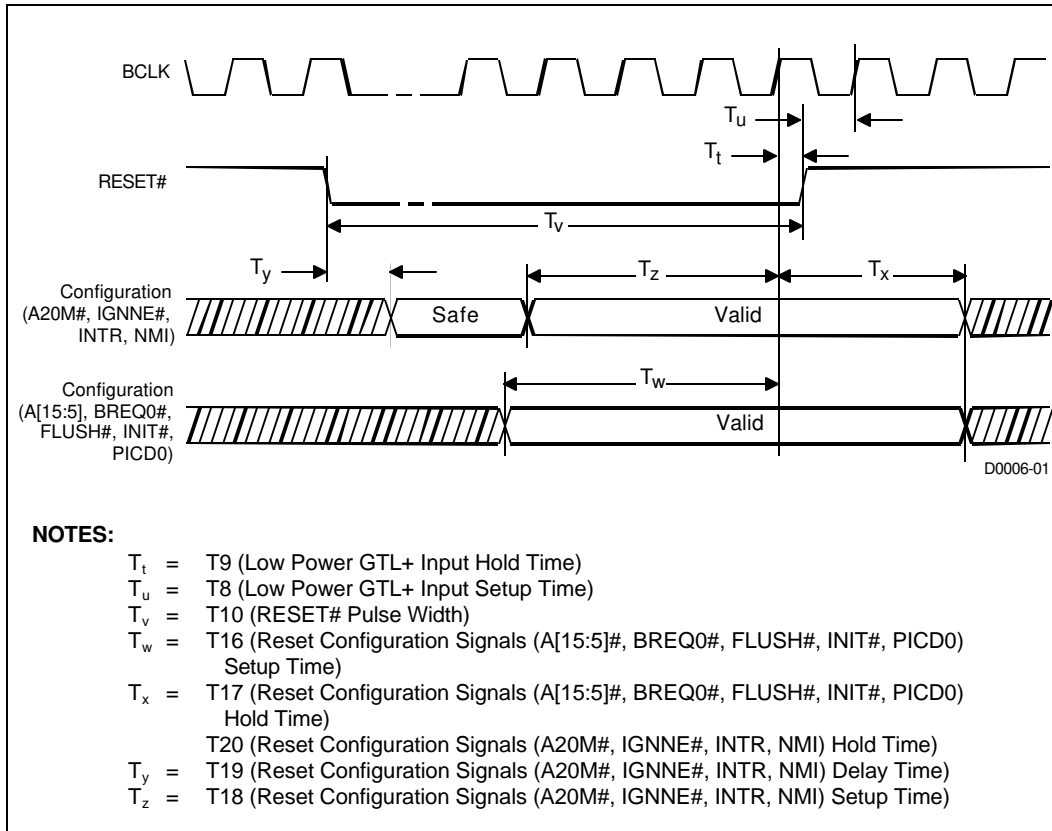 BCLK
Tu
Tt
RESET#
Tv
Ty
Tz
Tx
Configuration
(A20M#, IGNNE#,
INTR, NMI)
Safe
Valid
Tw
Configuration
(A[15:5], BREQ0#,
FLUSH#, INIT#,
PICD0)
Valid
D0006-01
NOTES:
Tt = T9 (Low Power GTL+ Input Hold Time)
Tu = T8 (Low Power GTL+ Input Setup Time)
Tv = T10 (RESET# Pulse Width)
Tw = T16 (Reset Configuration Signals (A[15:5]#, BREQ0#, FLUSH#, INIT#, PICD0)
Setup Time)
Tx = T17 (Reset Configuration Signals (A[15:5]#, BREQ0#, FLUSH#, INIT#, PICD0)
Hold Time)
T20 (Reset Configuration Signals (A20M#, IGNNE#, INTR, NMI) Hold Time)
Ty = T19 (Reset Configuration Signals (A20M#, IGNNE#, INTR, NMI) Delay Time)
Tz = T18 (Reset Configuration Signals (A20M#, IGNNE#, INTR, NMI) Setup Time)